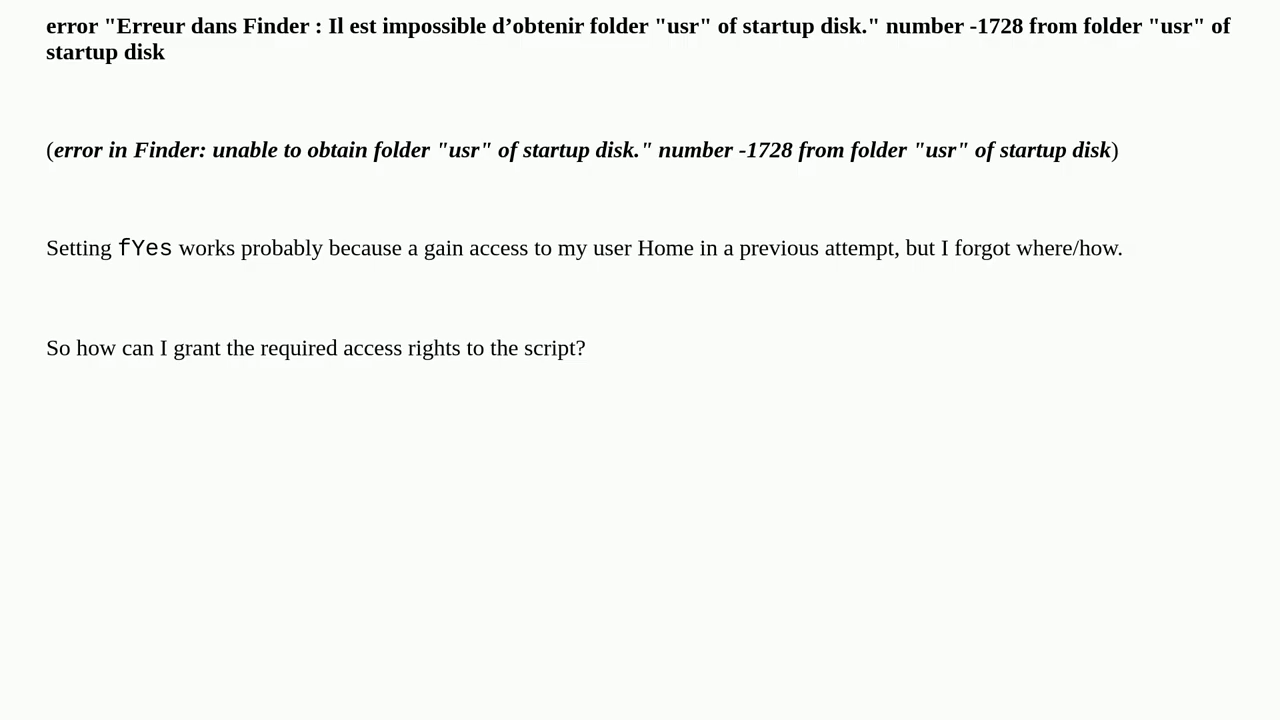 error "Erreur dans Finder : Il est impossible d’obtenir folder "usr" of startup disk." number -1728 from folder "usr" of
startup disk
(error in Finder: unable to obtain folder "usr" of startup disk." number -1728 from folder "usr" of startup disk)
Setting fYes works probably because a gain access to my user Home in a previous attempt, but I forgot where/how.
So how can I grant the required access rights to the script?